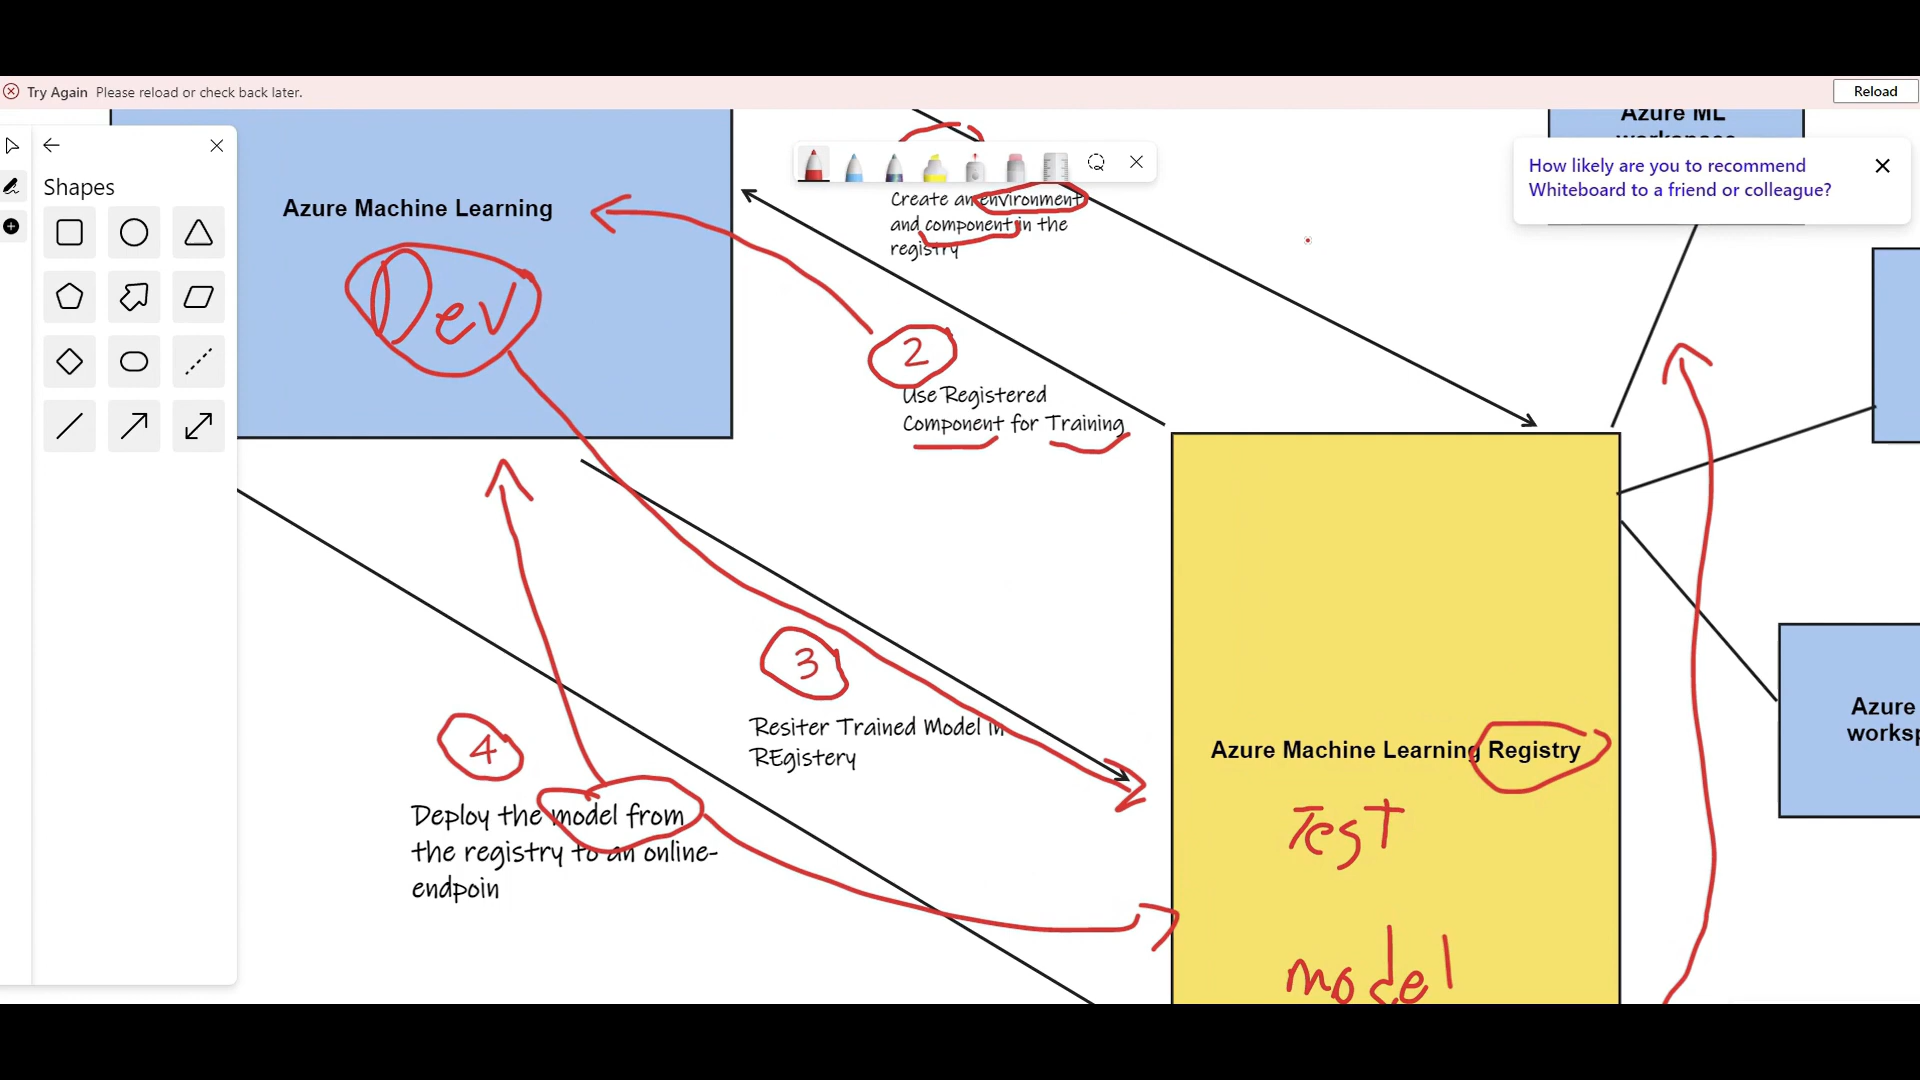 Try Again Please reload or check back later.
Reload
Shapes
Azure Machine Learning
Dev
Create an environment
and component in the
registry
2
Use Registered
Component for Training
3
Resiter Trained Model in
REgistery
4
Deploy the model from
the registry to an online-
endpoin
Azure Machine Learning Registry
Test
model
Azure ML
workspace
How likely are you to recommend
Whiteboard to a friend or colleague?
Azure
worksp